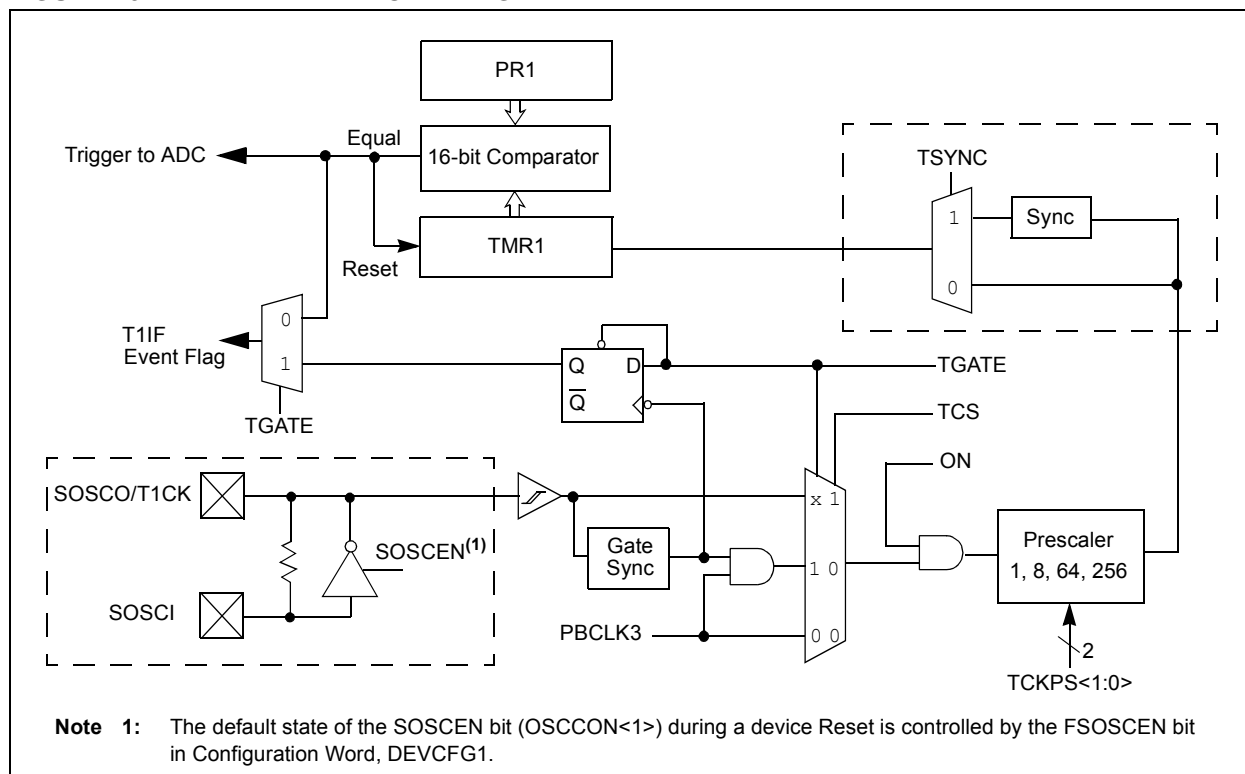 PR1
Equal
16-bit Comparator
Trigger to ADC
TSYNC
1
Sync
TMR1
Reset
0
T1IF
Event Flag
0
1
TGATE
Q
D
Q̅
TGATE
TCS
ON
SOSCO/T1CK
SOSCEN(1)
SOSCI
Gate
Sync
x 1
1 0
0 0
PBCLK3
Prescaler
1, 8, 64, 256
2
TCKPS<1:0>
Note 1: The default state of the SOSCEN bit (OSCCON<1>) during a device Reset is controlled by the FSOSCEN bit
in Configuration Word, DEVCFG1.